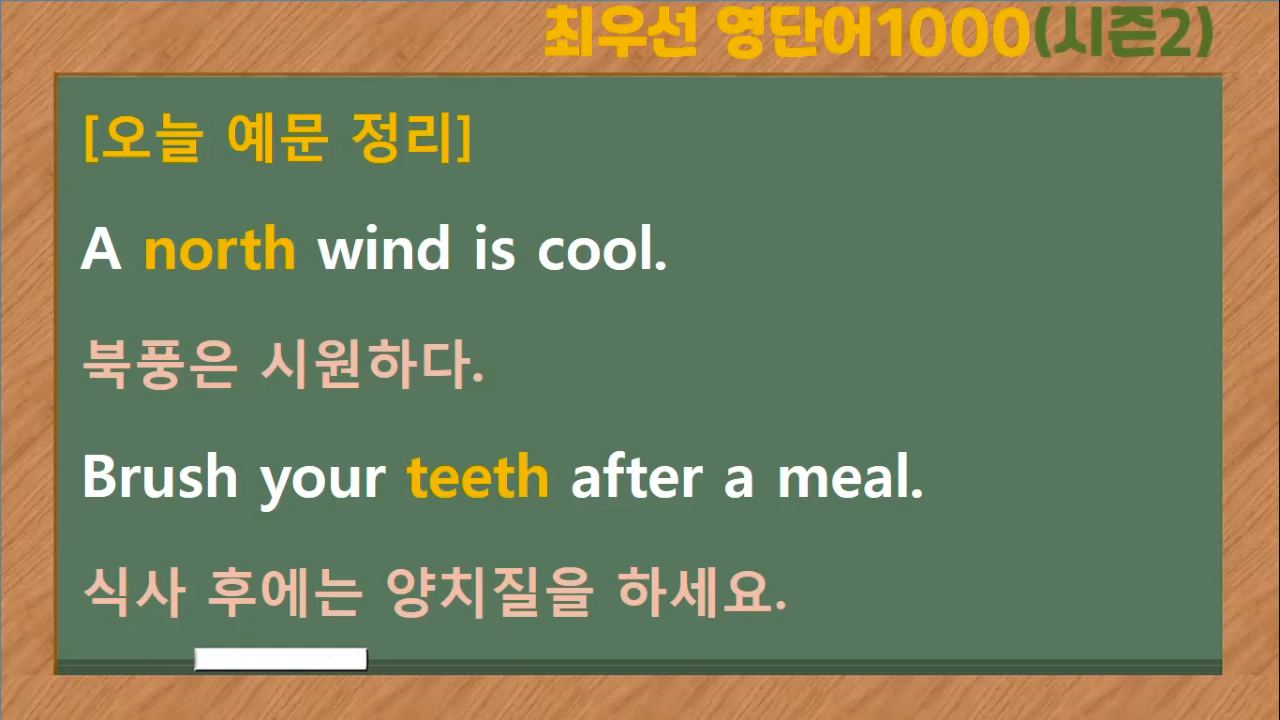 최우선 영단어1000(시즌2)
[오늘 예문 정리]
A north wind is cool.
북풍은 시원하다.
Brush your teeth after a meal.
식사 후에는 양치질을 하세요.